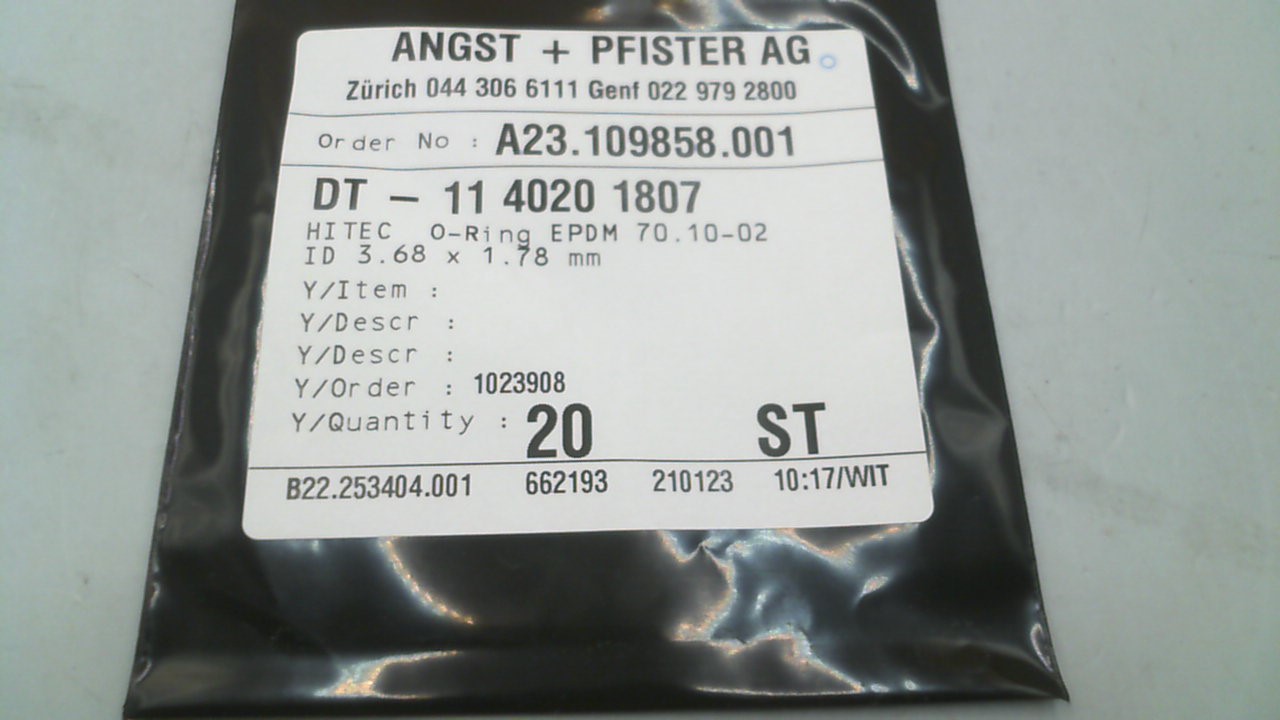 ANGST + PFISTER AG
Zürich 044 306 6111 Genf 022 979 2800
Order No : A23.109858.001
DT – 11 4020 1807
HITEC O-Ring EPDM 70.10-02
ID 3.68 x 1.78 mm
Y/Item :
Y/Descr :
Y/Descr :
Y/Order : 1023908
Y/Quantity : 20 ST
B22.253404.001 662193 210123 10:17/WIT